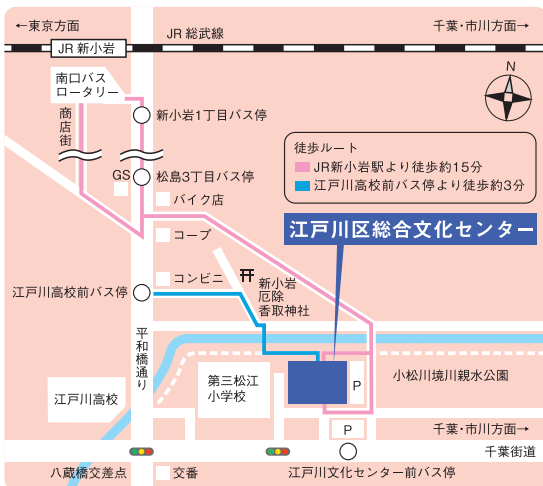 ←東京方面
JR 総武線
千葉・市川方面→
JR 新小岩
南口バス
ロータリー
商店街
新小岩1丁目バス停
N
徒歩ルート
JR新小岩駅より徒歩約15分
江戸川高校前バス停より徒歩約3分
GS
松島3丁目バス停
バイク店
コープ
江戸川区総合文化センター
コンビニ
新小岩
厄除
香取神社
江戸川高校前バス停
平和橋通り
第三松江
小学校
P
小松川境川親水公園
江戸川高校
P
千葉・市川方面→
千葉街道
八蔵橋交差点
交番
江戸川文化センター前バス停